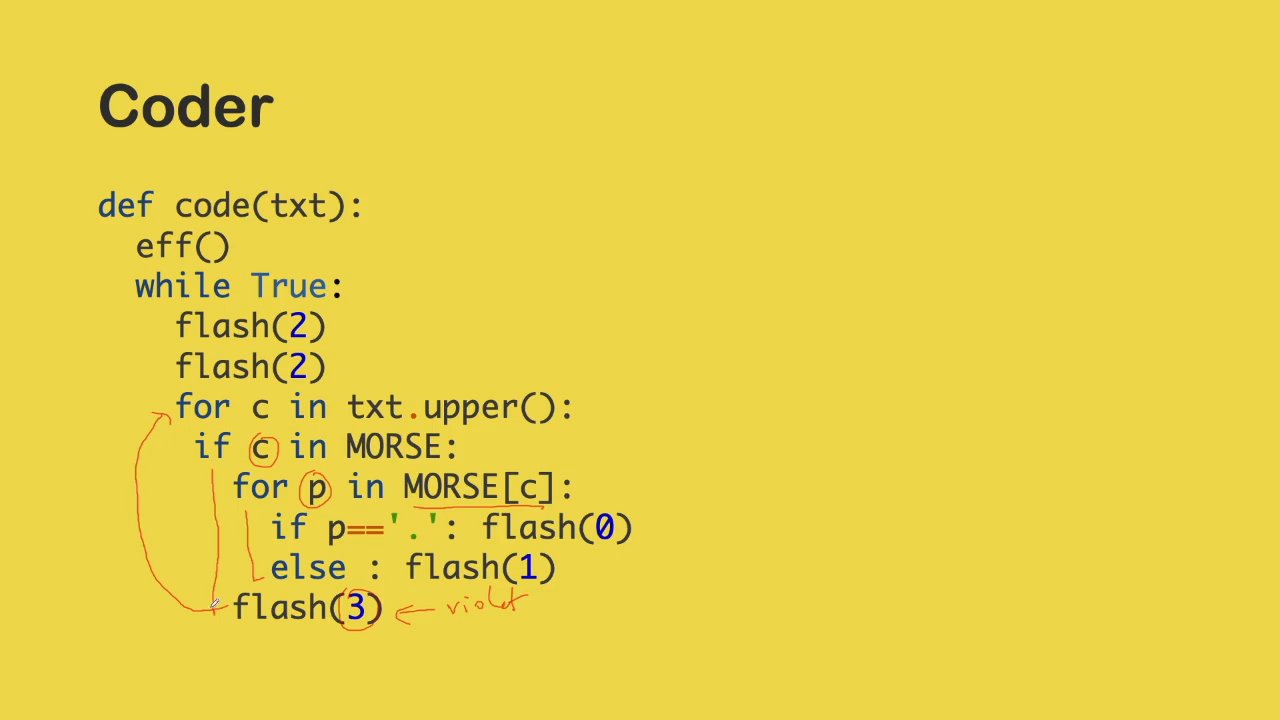 Coder
def code(txt):
eff()
while True:
flash(2)
flash(2)
for c in txt.upper():
if c in MORSE:
for p in MORSE[c]:
if p=='.': flash(0)
else : flash(1)
flash(3) violet